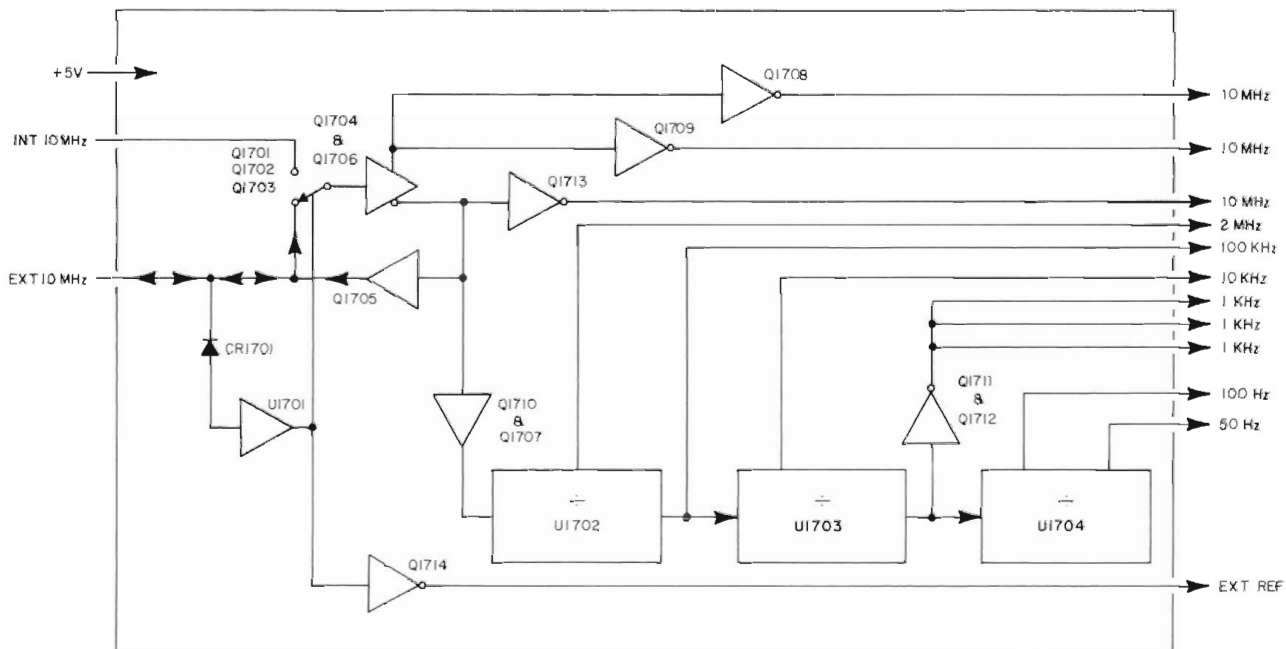 +5V
INT 10MHz
EXT 10 MHz
Q1701
Q1702
Q1703
Q1704
&
Q1706
Q1708
Q1709
Q1713
Q1705
CR1701
U1701
Q1710
&
Q1707
Q1711
&
Q1712
÷
U1702
÷
U1703
÷
U1704
Q1714
10 MHz
10 MHz
10 MHz
2 MHz
100 KHz
10 KHz
1 KHz
1 KHz
1 KHz
100 Hz
50 Hz
EXT REF